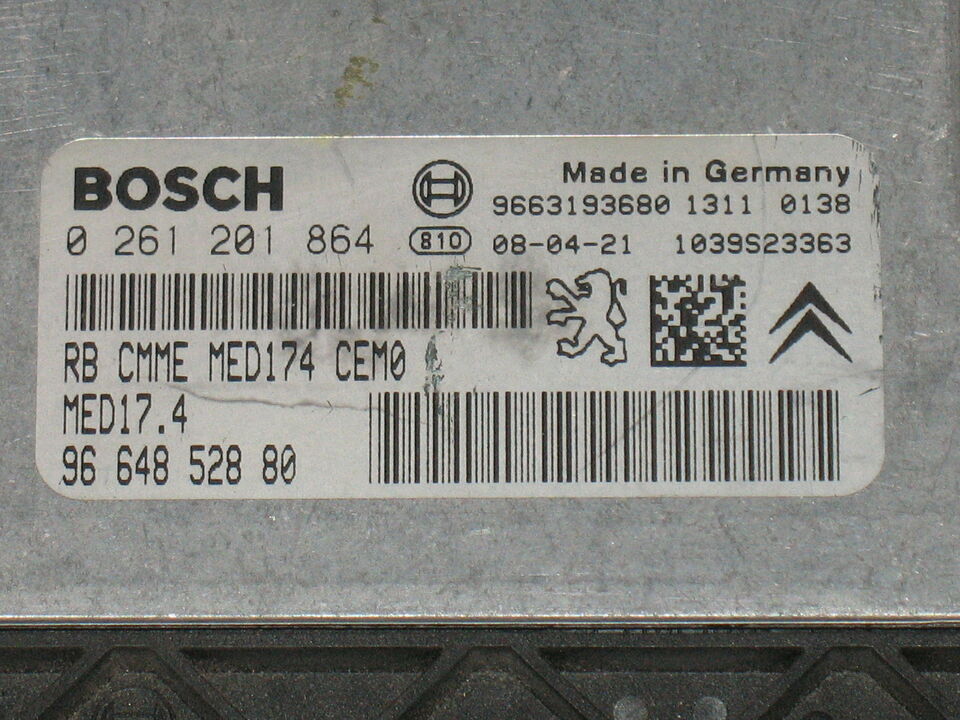 BOSCH
Made in Germany
9663193680 1311 0138
0 261 201 864
810
08-04-21
1039S23363
RB CMME MED174 CEM0
MED17.4
96 648 528 80